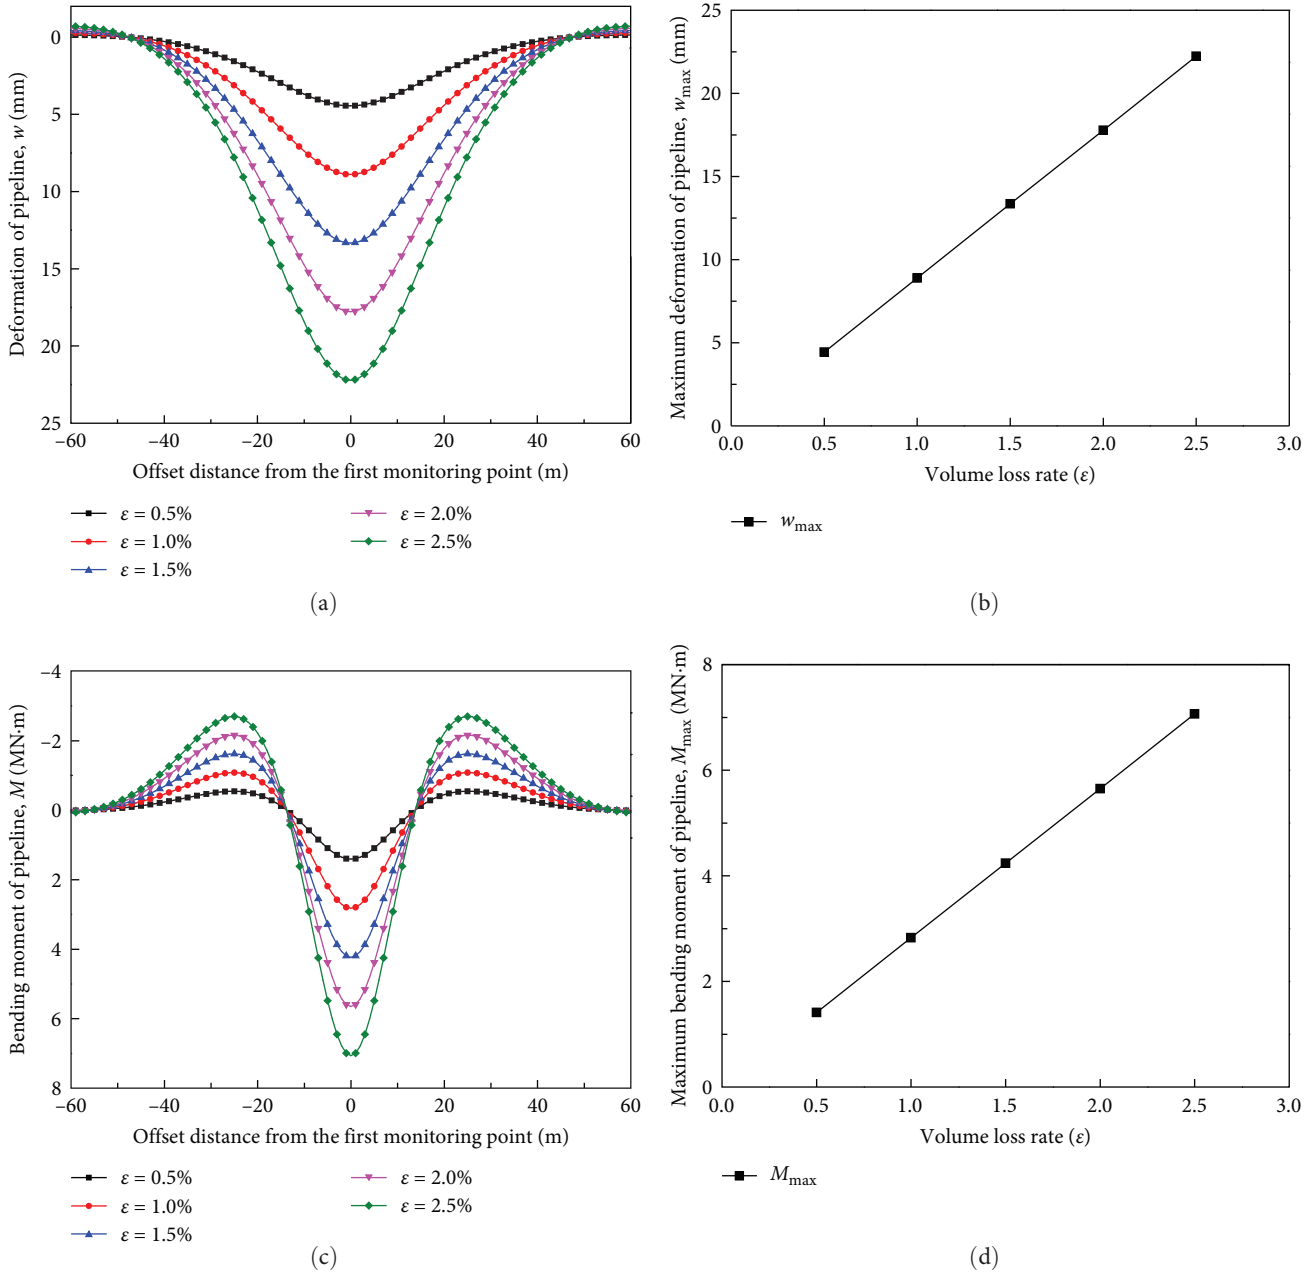 0
5
10
15
20
25
Deformation of pipeline, w (mm)
−60
−40
−20
0
20
40
60
Offset distance from the first monitoring point (m)
ε = 0.5%
ε = 1.0%
ε = 1.5%
ε = 2.0%
ε = 2.5%
(a)
25
22
17
13
9
5
0
Maximum deformation of pipeline, wmax (mm)
0.0
0.5
1.0
1.5
2.0
2.5
3.0
Volume loss rate (ε)
wmax
(b)
−4
−2
0
2
4
6
8
Bending moment of pipeline, M (MN·m)
−60
−40
−20
0
20
40
60
Offset distance from the first monitoring point (m)
ε = 0.5%
ε = 1.0%
ε = 1.5%
ε = 2.0%
ε = 2.5%
(c)
8
6
4
2
0
Maximum bending moment of pipeline, Mmax (MN·m)
0.0
0.5
1.0
1.5
2.0
2.5
3.0
Volume loss rate (ε)
Mmax
(d)